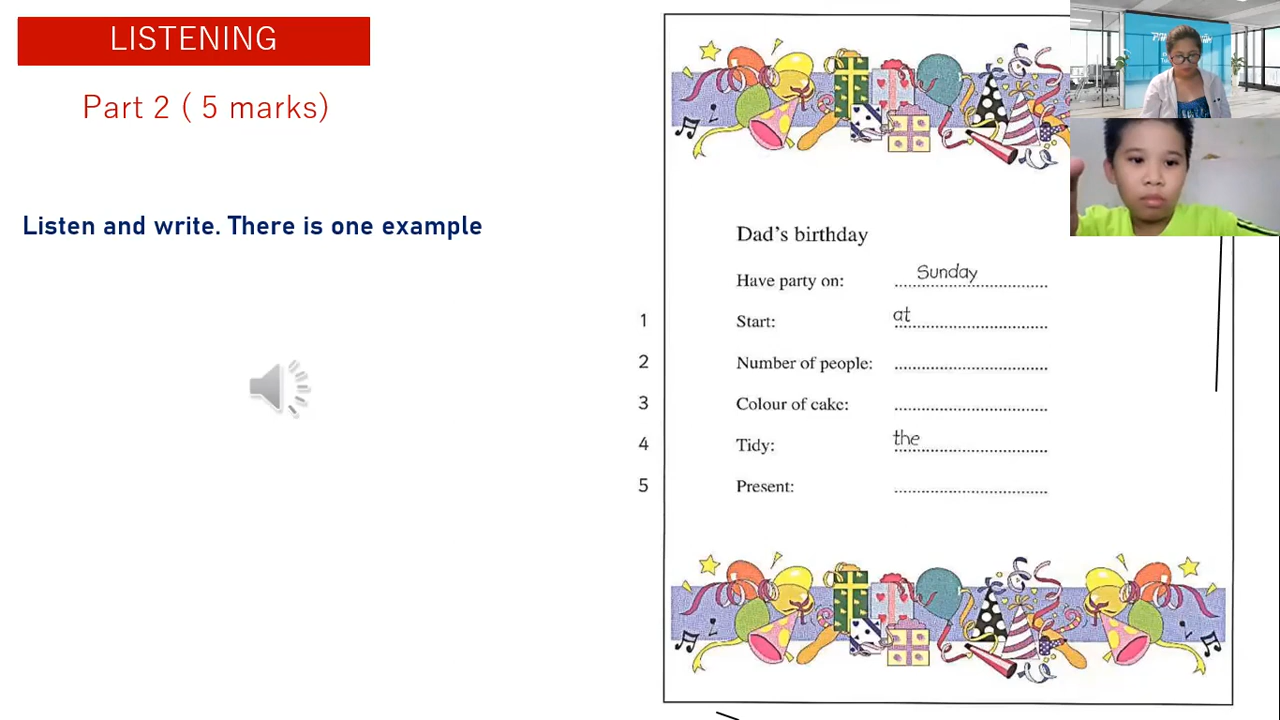 LISTENING
Part 2 ( 5 marks)
Listen and write. There is one example
Dad's birthday
Have party on: Sunday
1 Start: at
2 Number of people:
3 Colour of cake:
4 Tidy: the
5 Present: